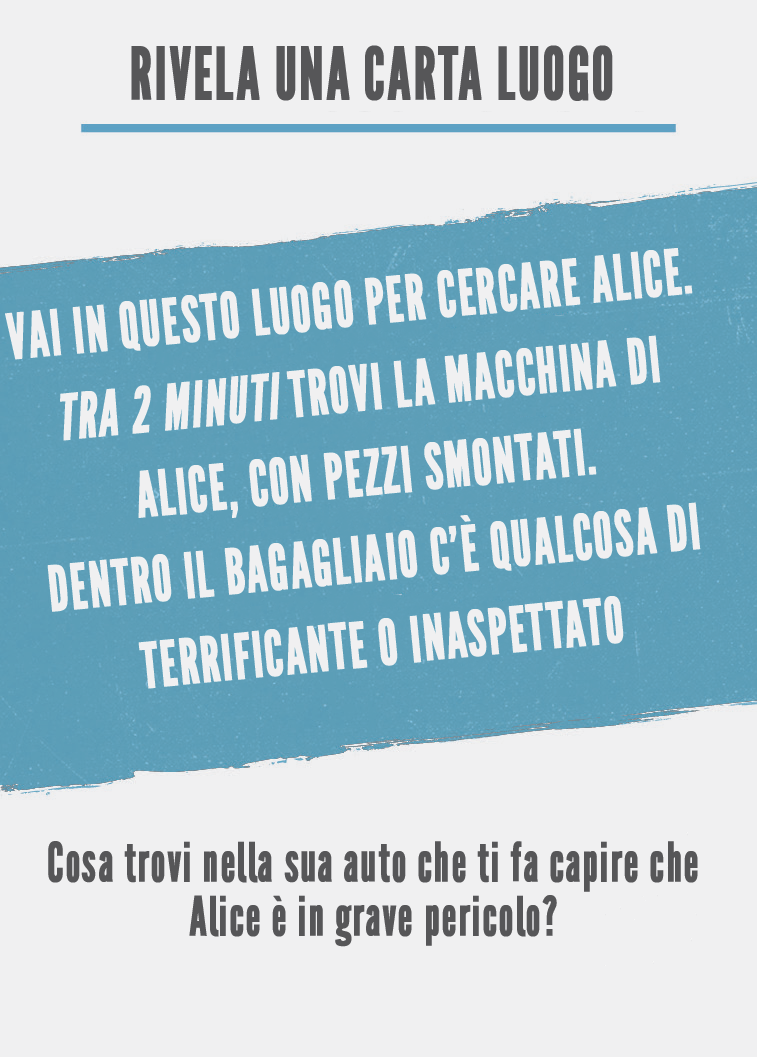 RIVELA UNA CARTA LUOGO
VAI IN QUESTO LUOGO PER CERCARE ALICE.
TRA 2 MINUTI TROVI LA MACCHINA DI
ALICE, CON PEZZI SMONTATI.
DENTRO IL BAGAGLIAIO C'È QUALCOSA DI
TERRIFICANTE O INASPETTATO
Cosa trovi nella sua auto che ti fa capire che
Alice è in grave pericolo?